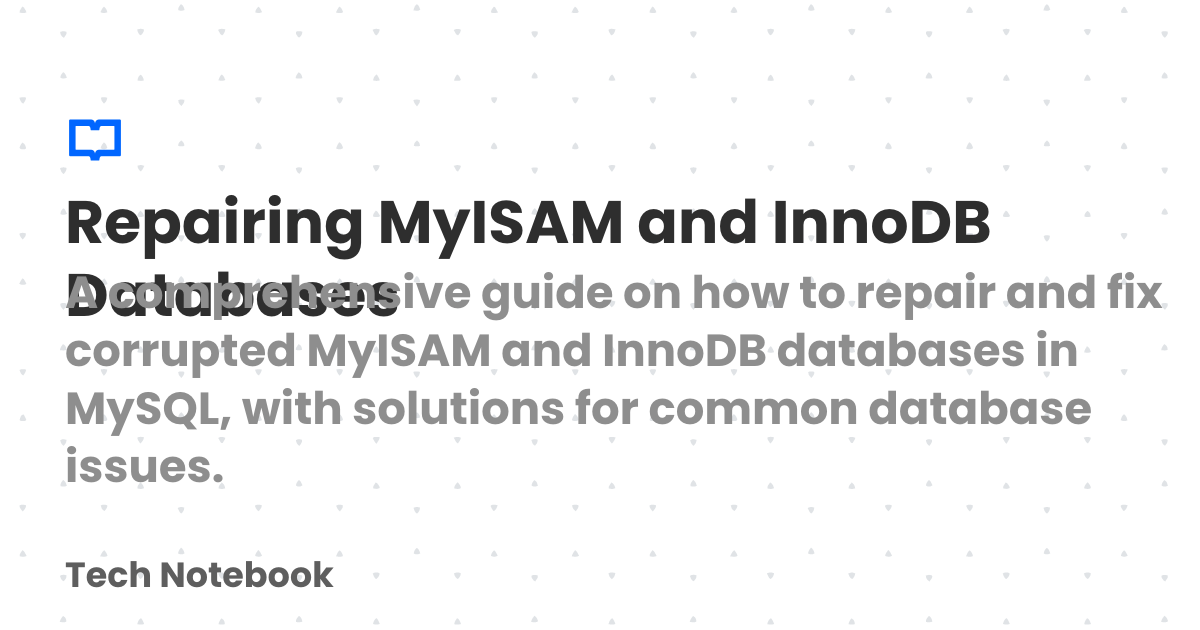 Repairing MyISAM and InnoDB
Databases
A comprehensive guide on how to repair and fix
corrupted MyISAM and InnoDB databases in
MySQL, with solutions for common database
issues.
Tech Notebook